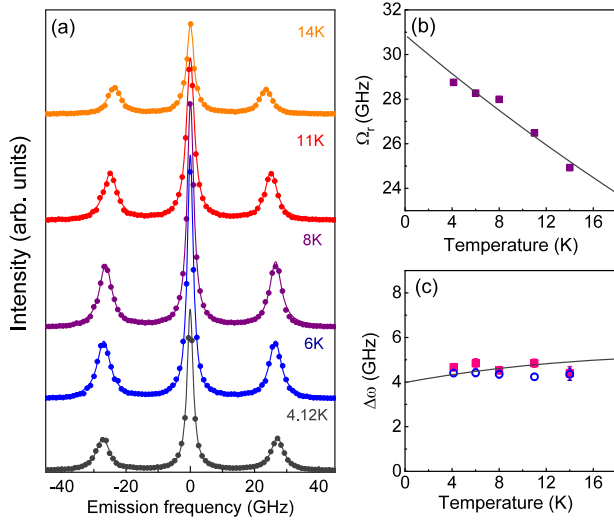 (a)
14K
11K
8K
6K
4.12K
Intensity (arb. units)
-40 -20 0 20 40
Emission frequency (GHz)
(b)
Ωr (GHz)
32
30
28
26
24
0 4 8 12 16
Temperature (K)
(c)
Δω (GHz)
10
8
6
4
2
0
0 4 8 12 16
Temperature (K)